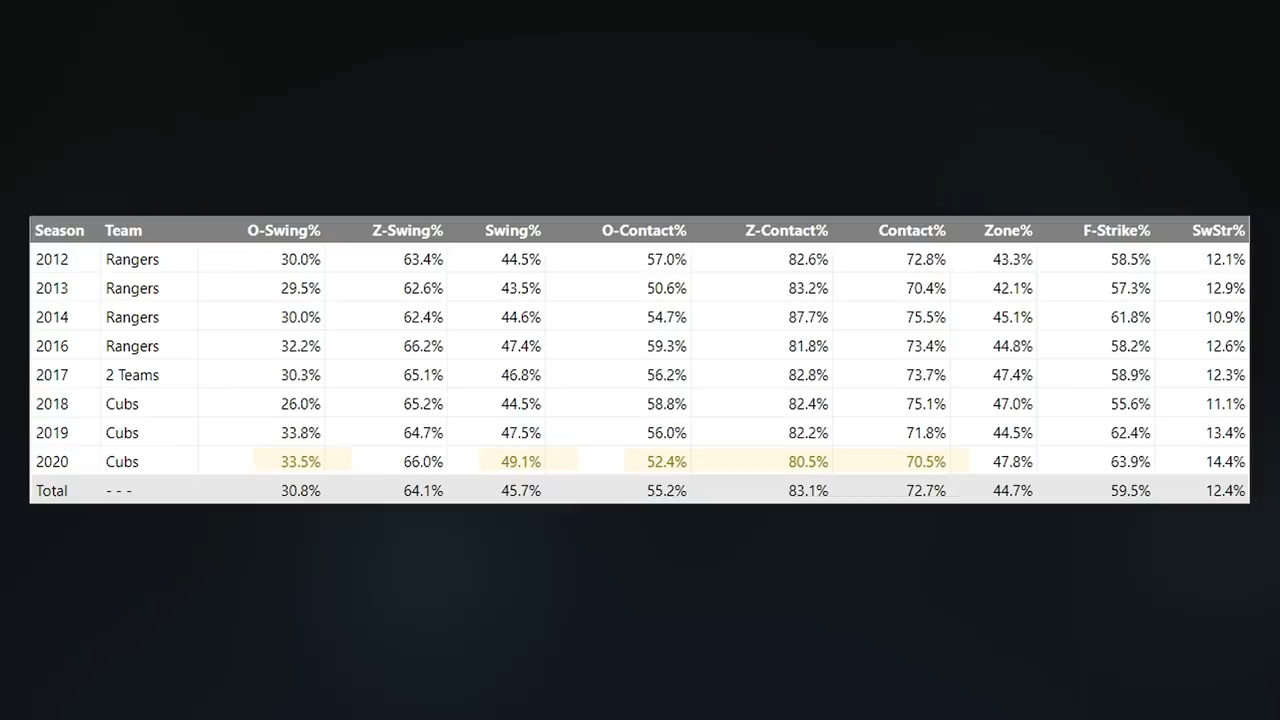 Season Team O-Swing% Z-Swing% Swing% O-Contact% Z-Contact% Contact% Zone% F-Strike% SwStr%
2012 Rangers 30.0% 63.4% 44.5% 57.0% 82.6% 72.8% 43.3% 58.5% 12.1%
2013 Rangers 29.5% 62.6% 43.5% 50.6% 83.2% 70.4% 42.1% 57.3% 12.9%
2014 Rangers 30.0% 62.4% 44.6% 54.7% 87.7% 75.5% 45.1% 61.8% 10.9%
2016 Rangers 32.2% 66.2% 47.4% 59.3% 81.8% 73.4% 44.8% 58.2% 12.6%
2017 2 Teams 30.3% 65.1% 46.8% 56.2% 82.8% 73.7% 47.4% 58.9% 12.3%
2018 Cubs 26.0% 65.2% 44.5% 58.8% 82.4% 75.1% 47.0% 55.6% 11.1%
2019 Cubs 33.8% 64.7% 47.5% 56.0% 82.2% 71.8% 44.5% 62.4% 13.4%
2020 Cubs 33.5% 66.0% 49.1% 52.4% 80.5% 70.5% 47.8% 63.9% 14.4%
Total - - - 30.8% 64.1% 45.7% 55.2% 83.1% 72.7% 44.7% 59.5% 12.4%